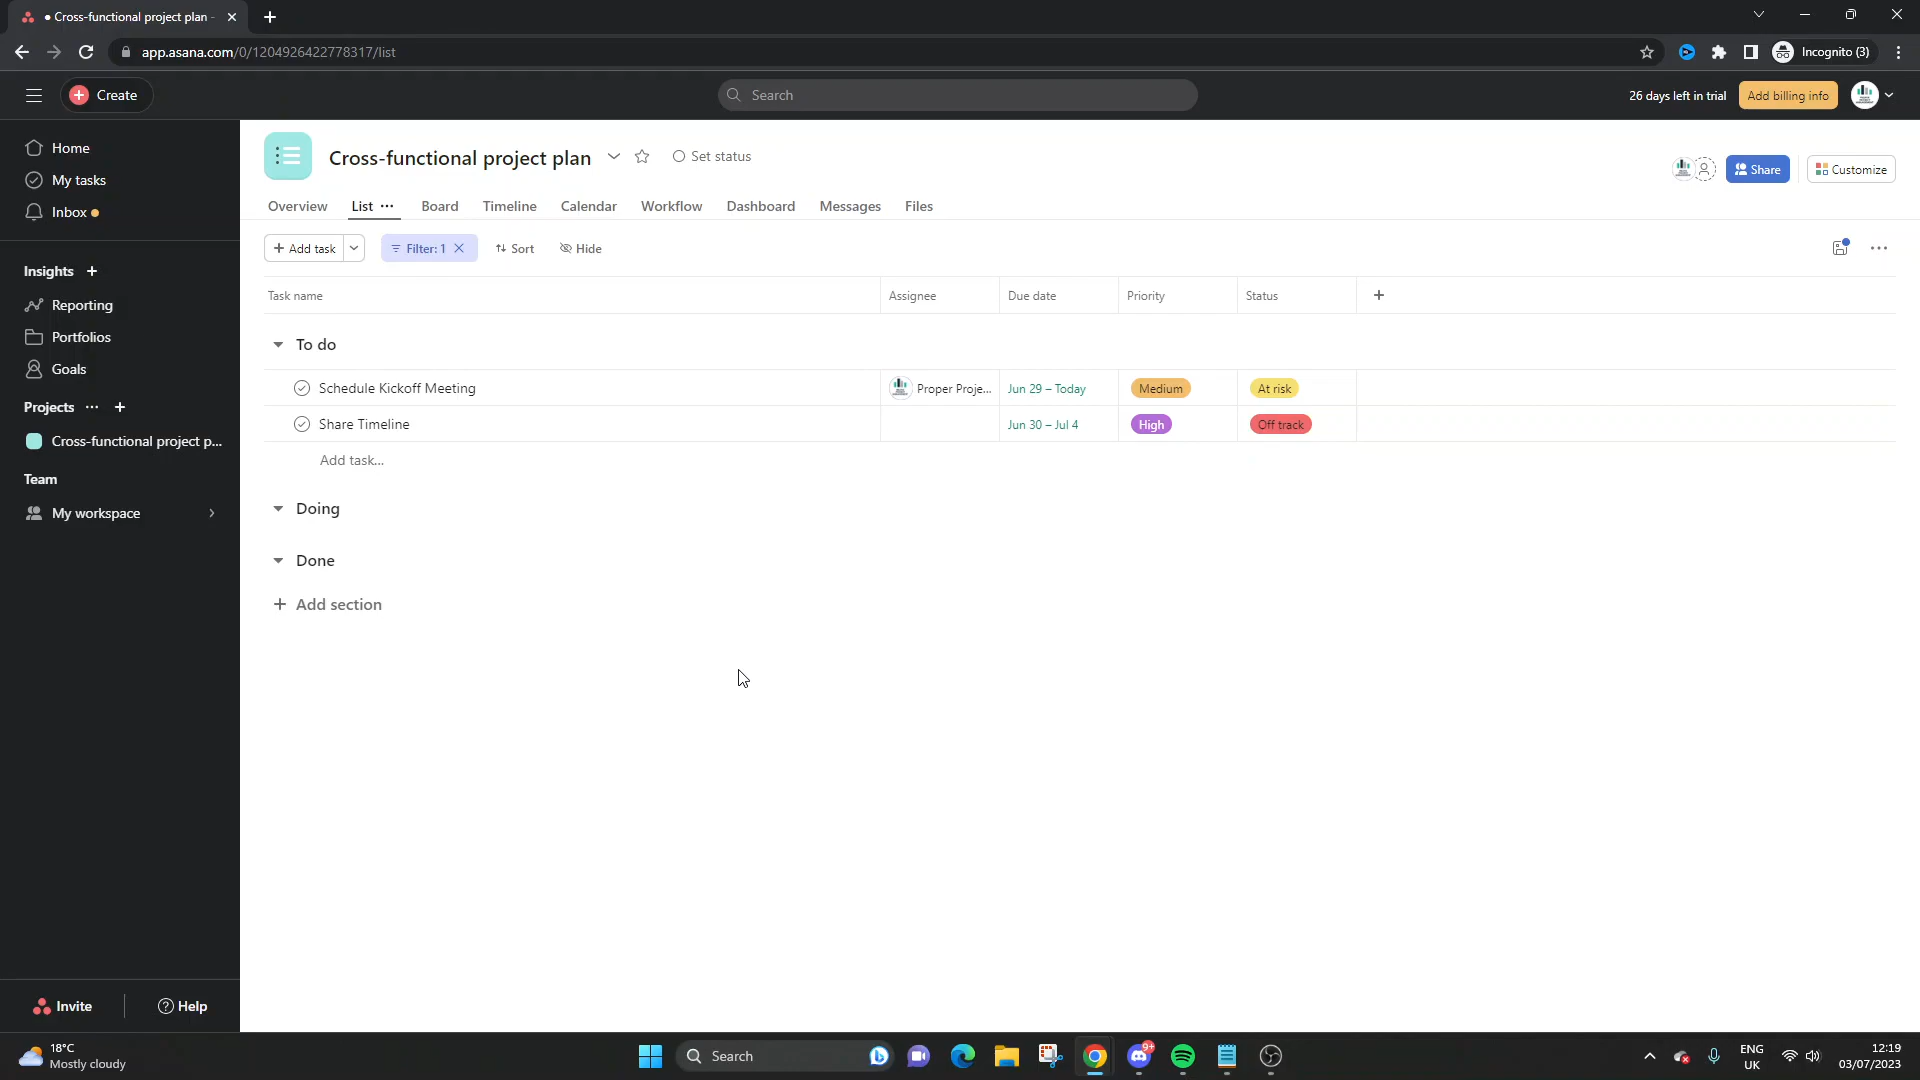 Cross-functional project plan -
app.asana.com/0/1204926422778317/list
Incognito (3)
Create
Search
26 days left in trial
Add billing info
Home
My tasks
Inbox
Insights
Reporting
Portfolios
Goals
Projects
Cross-functional project p...
Team
My workspace
Cross-functional project plan
Set status
Share
Customize
Overview
List
Board
Timeline
Calendar
Workflow
Dashboard
Messages
Files
Add task
Filter: 1
Sort
Hide
Task name
Assignee
Due date
Priority
Status
To do
Schedule Kickoff Meeting
Proper Proje...
Jun 29 – Today
Medium
At risk
Share Timeline
Jun 30 – Jul 4
High
Off track
Add task...
Doing
Done
Add section
Invite
Help
18°C
Mostly cloudy
Search
9+
ENG
UK
12:19
03/07/2023